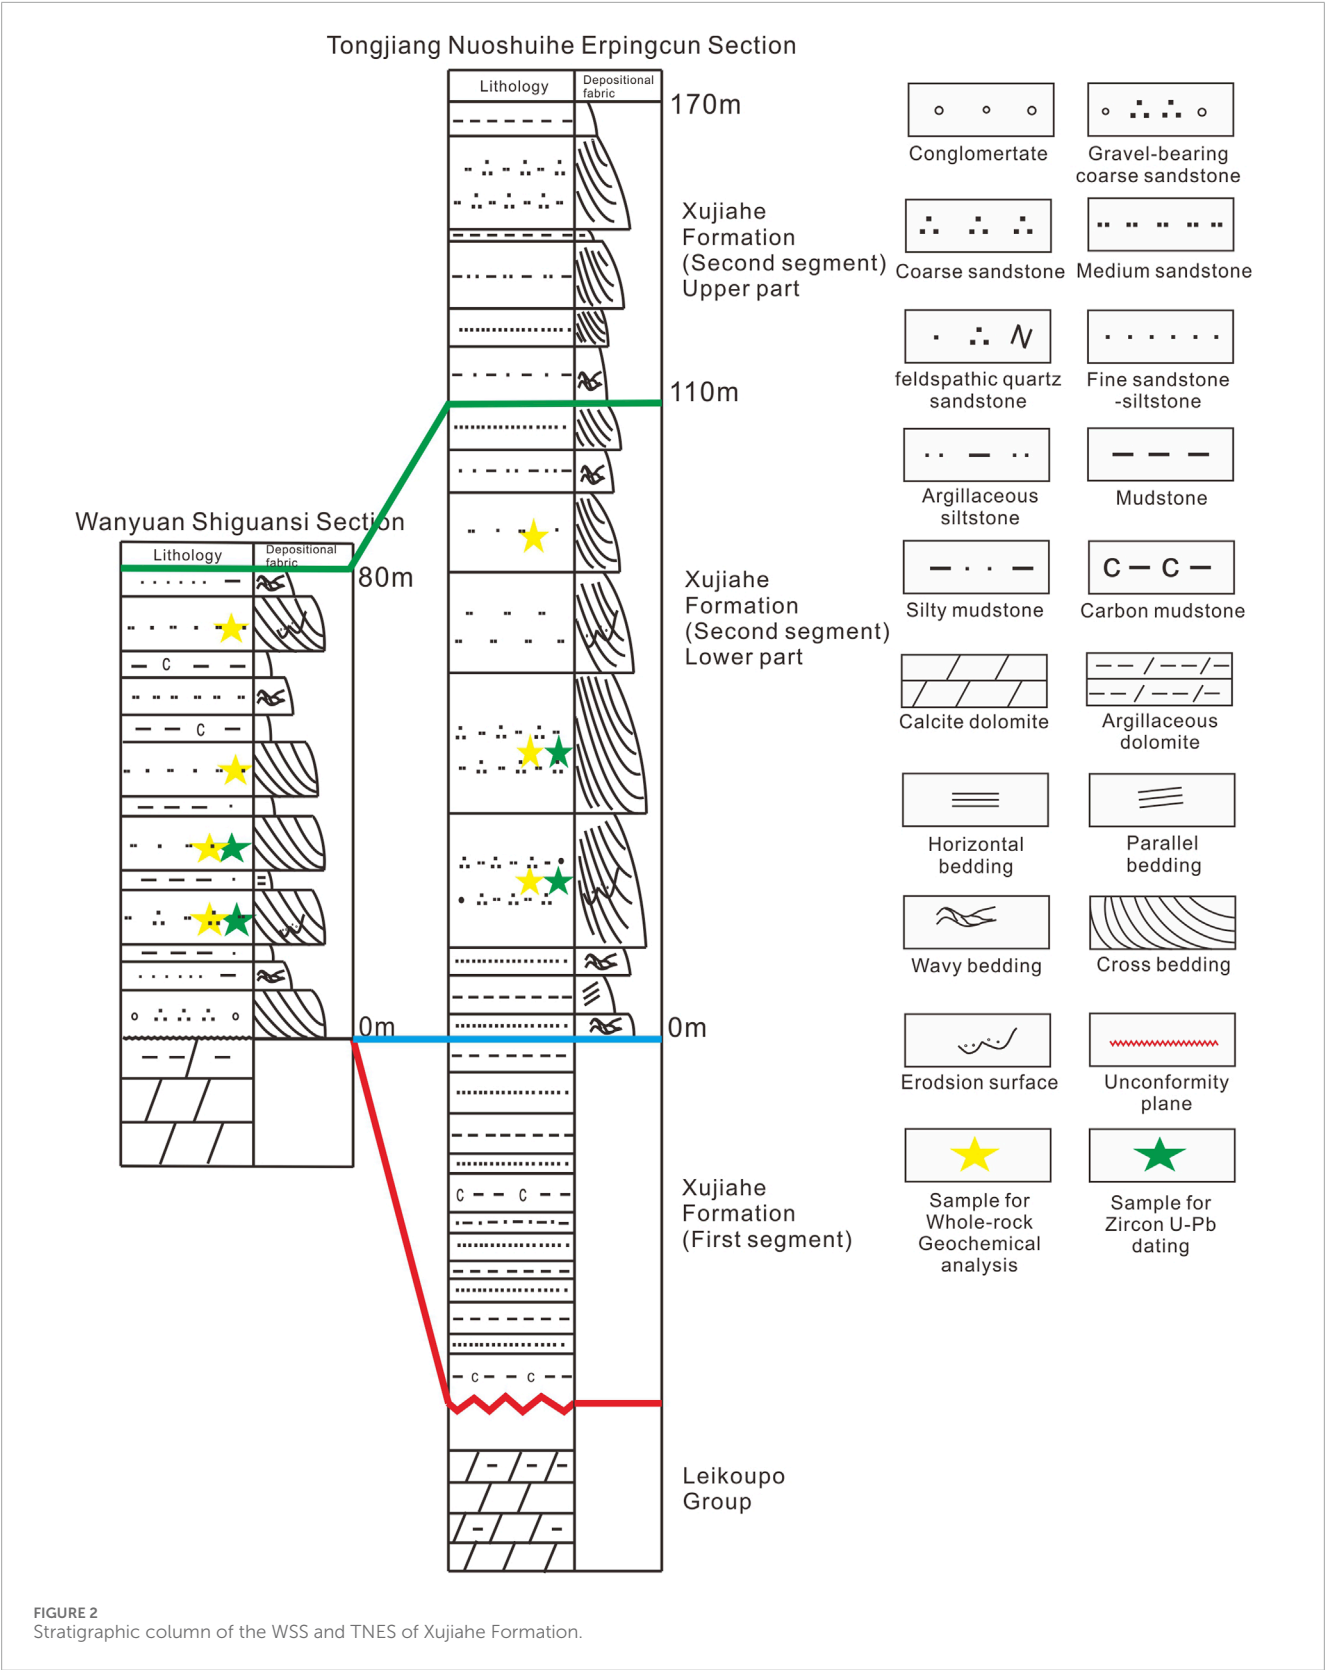 Tongjiang Nuoshuihe Erpingcun Section
Lithology
Depositional
fabric
170m
Xujiahe
Formation
(Second segment)
Upper part
110m
Wanyuan Shiguansi Section
Lithology
Depositional
fabric
80m
C
C
Xujiahe
Formation
(Second segment)
Lower part
0m
0m
C
C
Xujiahe
Formation
(First segment)
C
C
Leikoupo
Group
Conglomertate
Gravel-bearing
coarse sandstone
Coarse sandstone
Medium sandstone
feldspathic quartz
sandstone
Fine sandstone
-siltstone
Argillaceous
siltstone
Mudstone
Silty mudstone
C
C
Carbon mudstone
Calcite dolomite
Argillaceous
dolomite
Horizontal
bedding
Parallel
bedding
Wavy bedding
Cross bedding
Erodsion surface
Unconformity
plane
Sample for
Whole-rock
Geochemical
analysis
Sample for
Zircon U-Pb
dating
FIGURE 2
Stratigraphic column of the WSS and TNES of Xujiahe Formation.